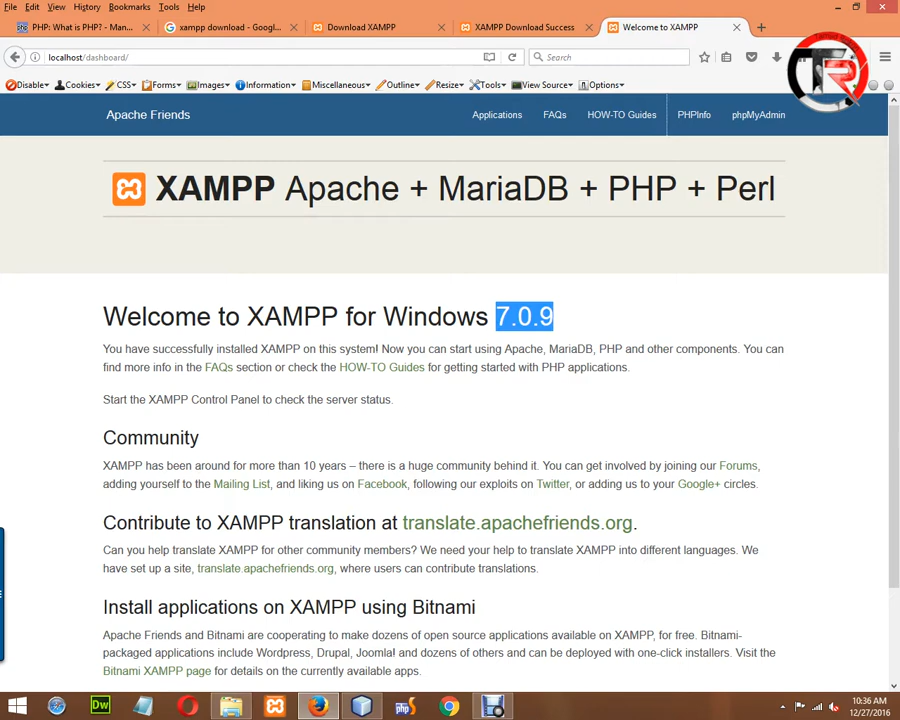 File Edit View History Bookmarks Tools Help
PHP: What is PHP? - Man... xampp download - Googl... Download XAMPP XAMPP Download Success Welcome to XAMPP
localhost/dashboard/ Search
Disable Cookies CSS Forms Images Information Miscellaneous Outline Resize Tools View Source Options
Apache Friends Applications FAQs HOW-TO Guides PHPInfo phpMyAdmin
XAMPP Apache + MariaDB + PHP + Perl
Welcome to XAMPP for Windows 7.0.9
You have successfully installed XAMPP on this system! Now you can start using Apache, MariaDB, PHP and other components. You can
find more info in the FAQs section or check the HOW-TO Guides for getting started with PHP applications.
Start the XAMPP Control Panel to check the server status.
Community
XAMPP has been around for more than 10 years – there is a huge community behind it. You can get involved by joining our Forums,
adding yourself to the Mailing List, and liking us on Facebook, following our exploits on Twitter, or adding us to your Google+ circles.
Contribute to XAMPP translation at translate.apachefriends.org.
Can you help translate XAMPP for other community members? We need your help to translate XAMPP into different languages. We
have set up a site, translate.apachefriends.org, where users can contribute translations.
Install applications on XAMPP using Bitnami
Apache Friends and Bitnami are cooperating to make dozens of open source applications available on XAMPP, for free. Bitnami-
packaged applications include Wordpress, Drupal, Joomla! and dozens of others and can be deployed with one-click installers. Visit the
Bitnami XAMPP page for details on the currently available apps.
Dw php
10:36 AM
12/27/2016